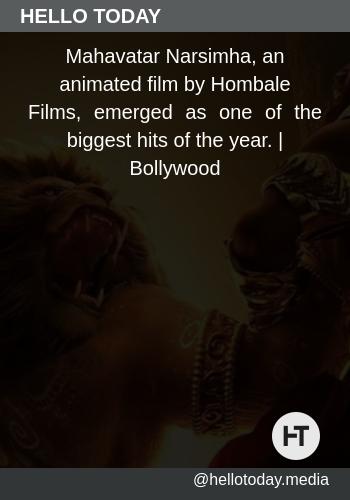 HELLO TODAY
Mahavatar Narsimha, an
animated film by Hombale
Films, emerged as one of the
biggest hits of the year. |
Bollywood
HT
@hellotoday.media